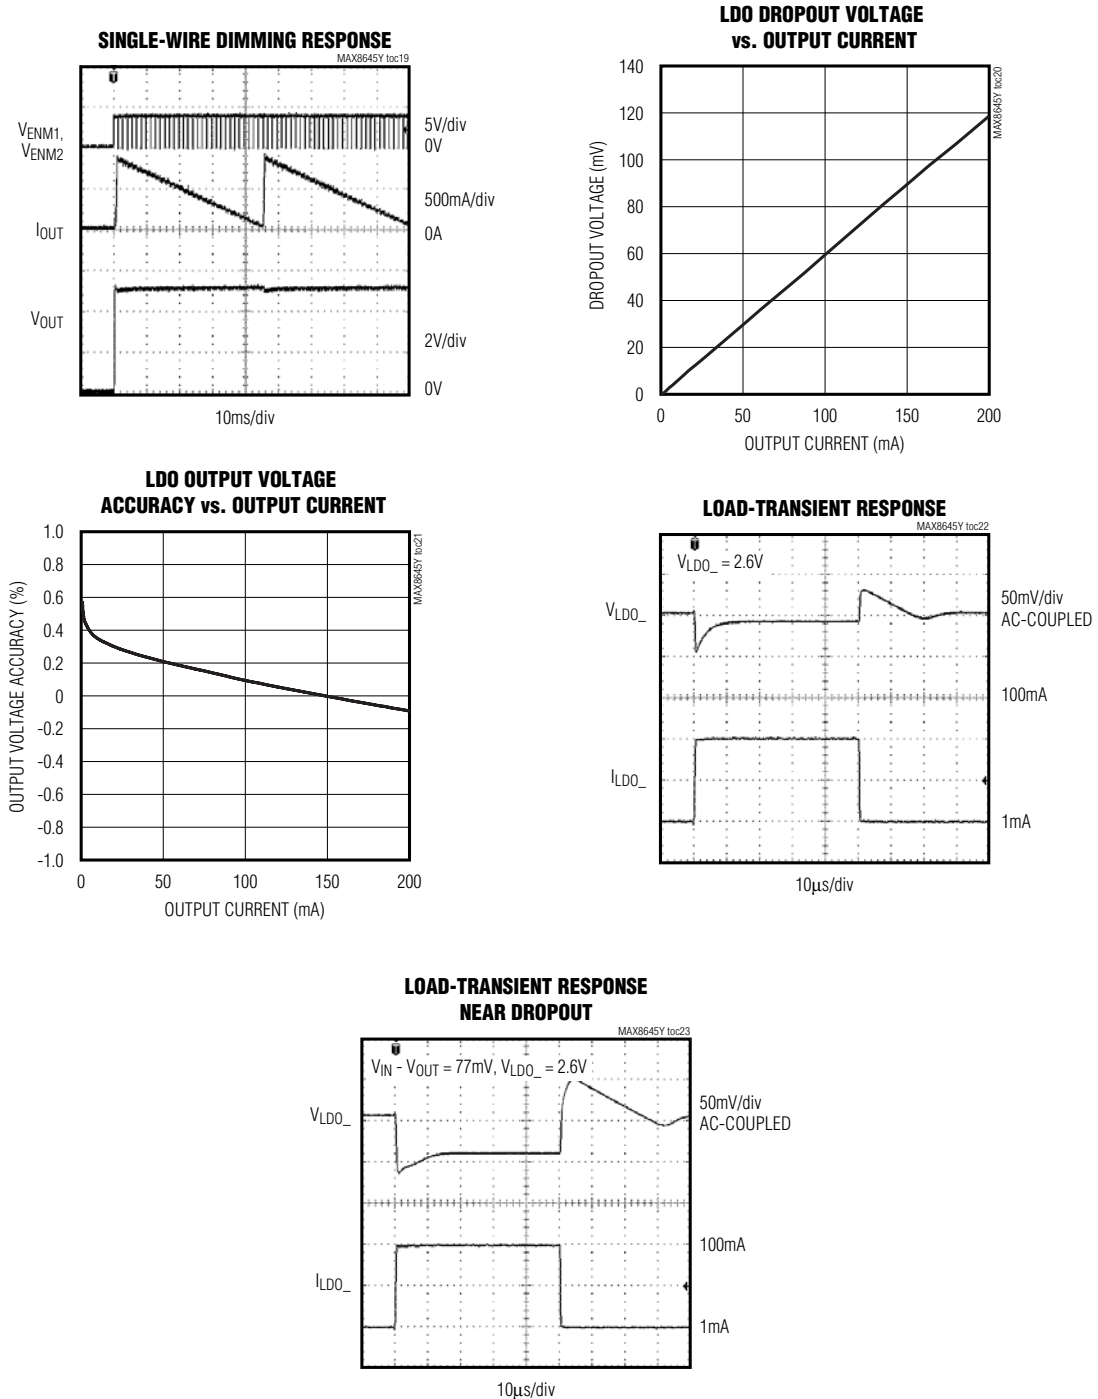 SINGLE-WIRE DIMMING RESPONSE
MAX8645Y toc19
VENM1,
VENM2
IOUT
VOUT
5V/div
0V
500mA/div
0A
2V/div
0V
10ms/div
LDO DROPOUT VOLTAGE
vs. OUTPUT CURRENT
MAX8645Y toc20
DROPOUT VOLTAGE (mV)
140
120
100
80
60
40
20
0
0 50 100 150 200
OUTPUT CURRENT (mA)
LDO OUTPUT VOLTAGE
ACCURACY vs. OUTPUT CURRENT
MAX8645Y toc21
OUTPUT VOLTAGE ACCURACY (%)
1.0
0.8
0.6
0.4
0.2
0
-0.2
-0.4
-0.6
-0.8
-1.0
0 50 100 150 200
OUTPUT CURRENT (mA)
LOAD-TRANSIENT RESPONSE
MAX8645Y toc22
VLDO_ = 2.6V
VLDO_
ILDO_
50mV/div
AC-COUPLED
100mA
1mA
10μs/div
LOAD-TRANSIENT RESPONSE
NEAR DROPOUT
MAX8645Y toc23
VIN - VOUT = 77mV, VLDO_ = 2.6V
VLDO_
ILDO_
50mV/div
AC-COUPLED
100mA
1mA
10μs/div